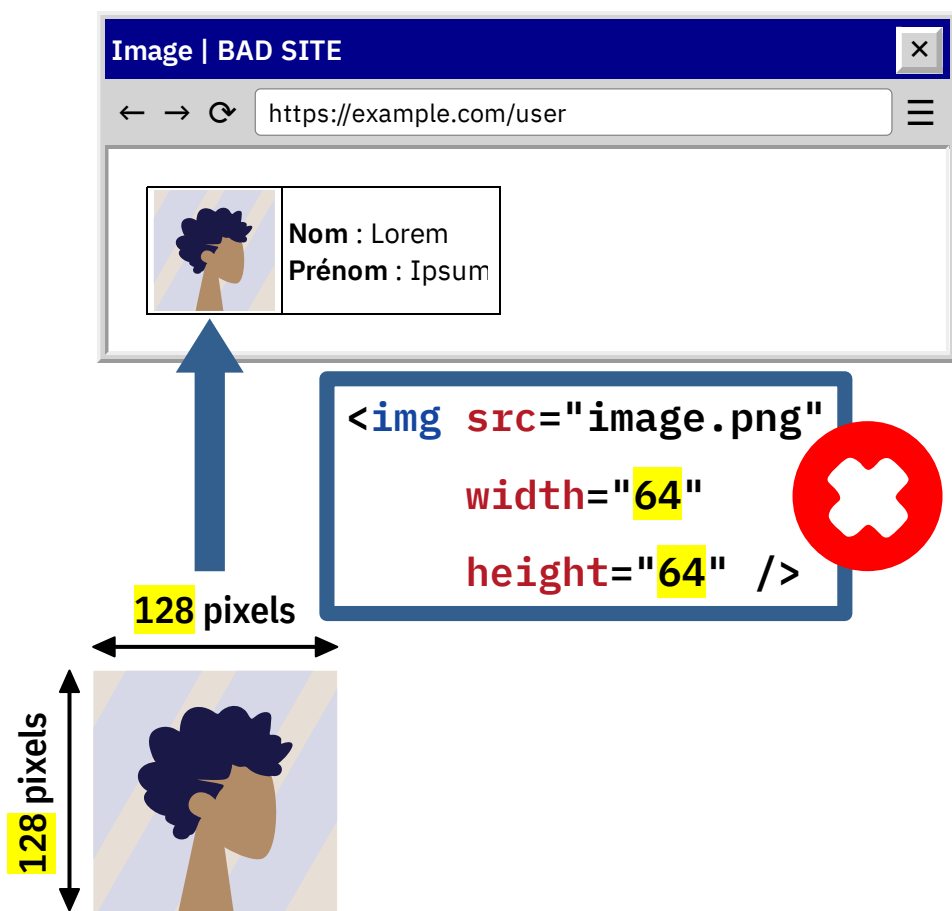 Image | BAD SITE
https://example.com/user
Nom : Lorem
Prénom : Ipsum
<img src="image.png"
width="64"
height="64" />
128 pixels
128 pixels